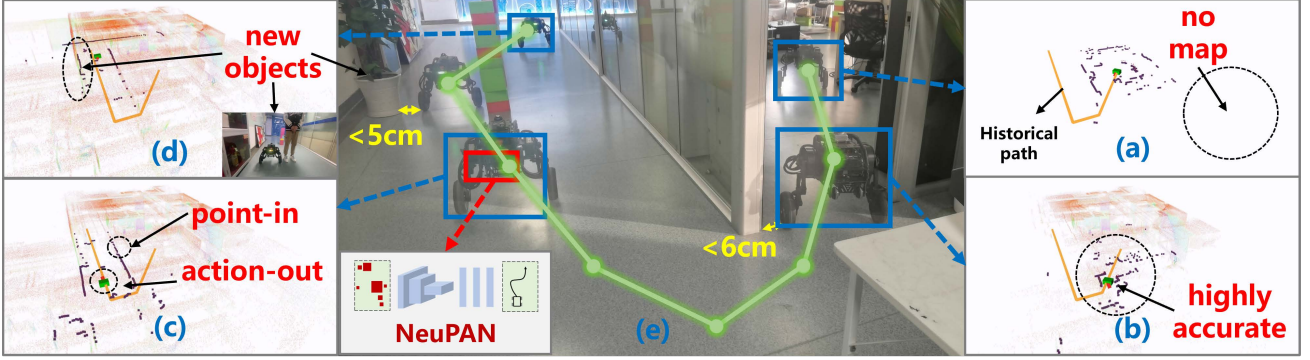 new
objects
(d)
point-in
action-out
(c)
<5cm
NeuPAN
<6cm
(e)
no
map
Historical
path
(a)
highly
accurate
(b)